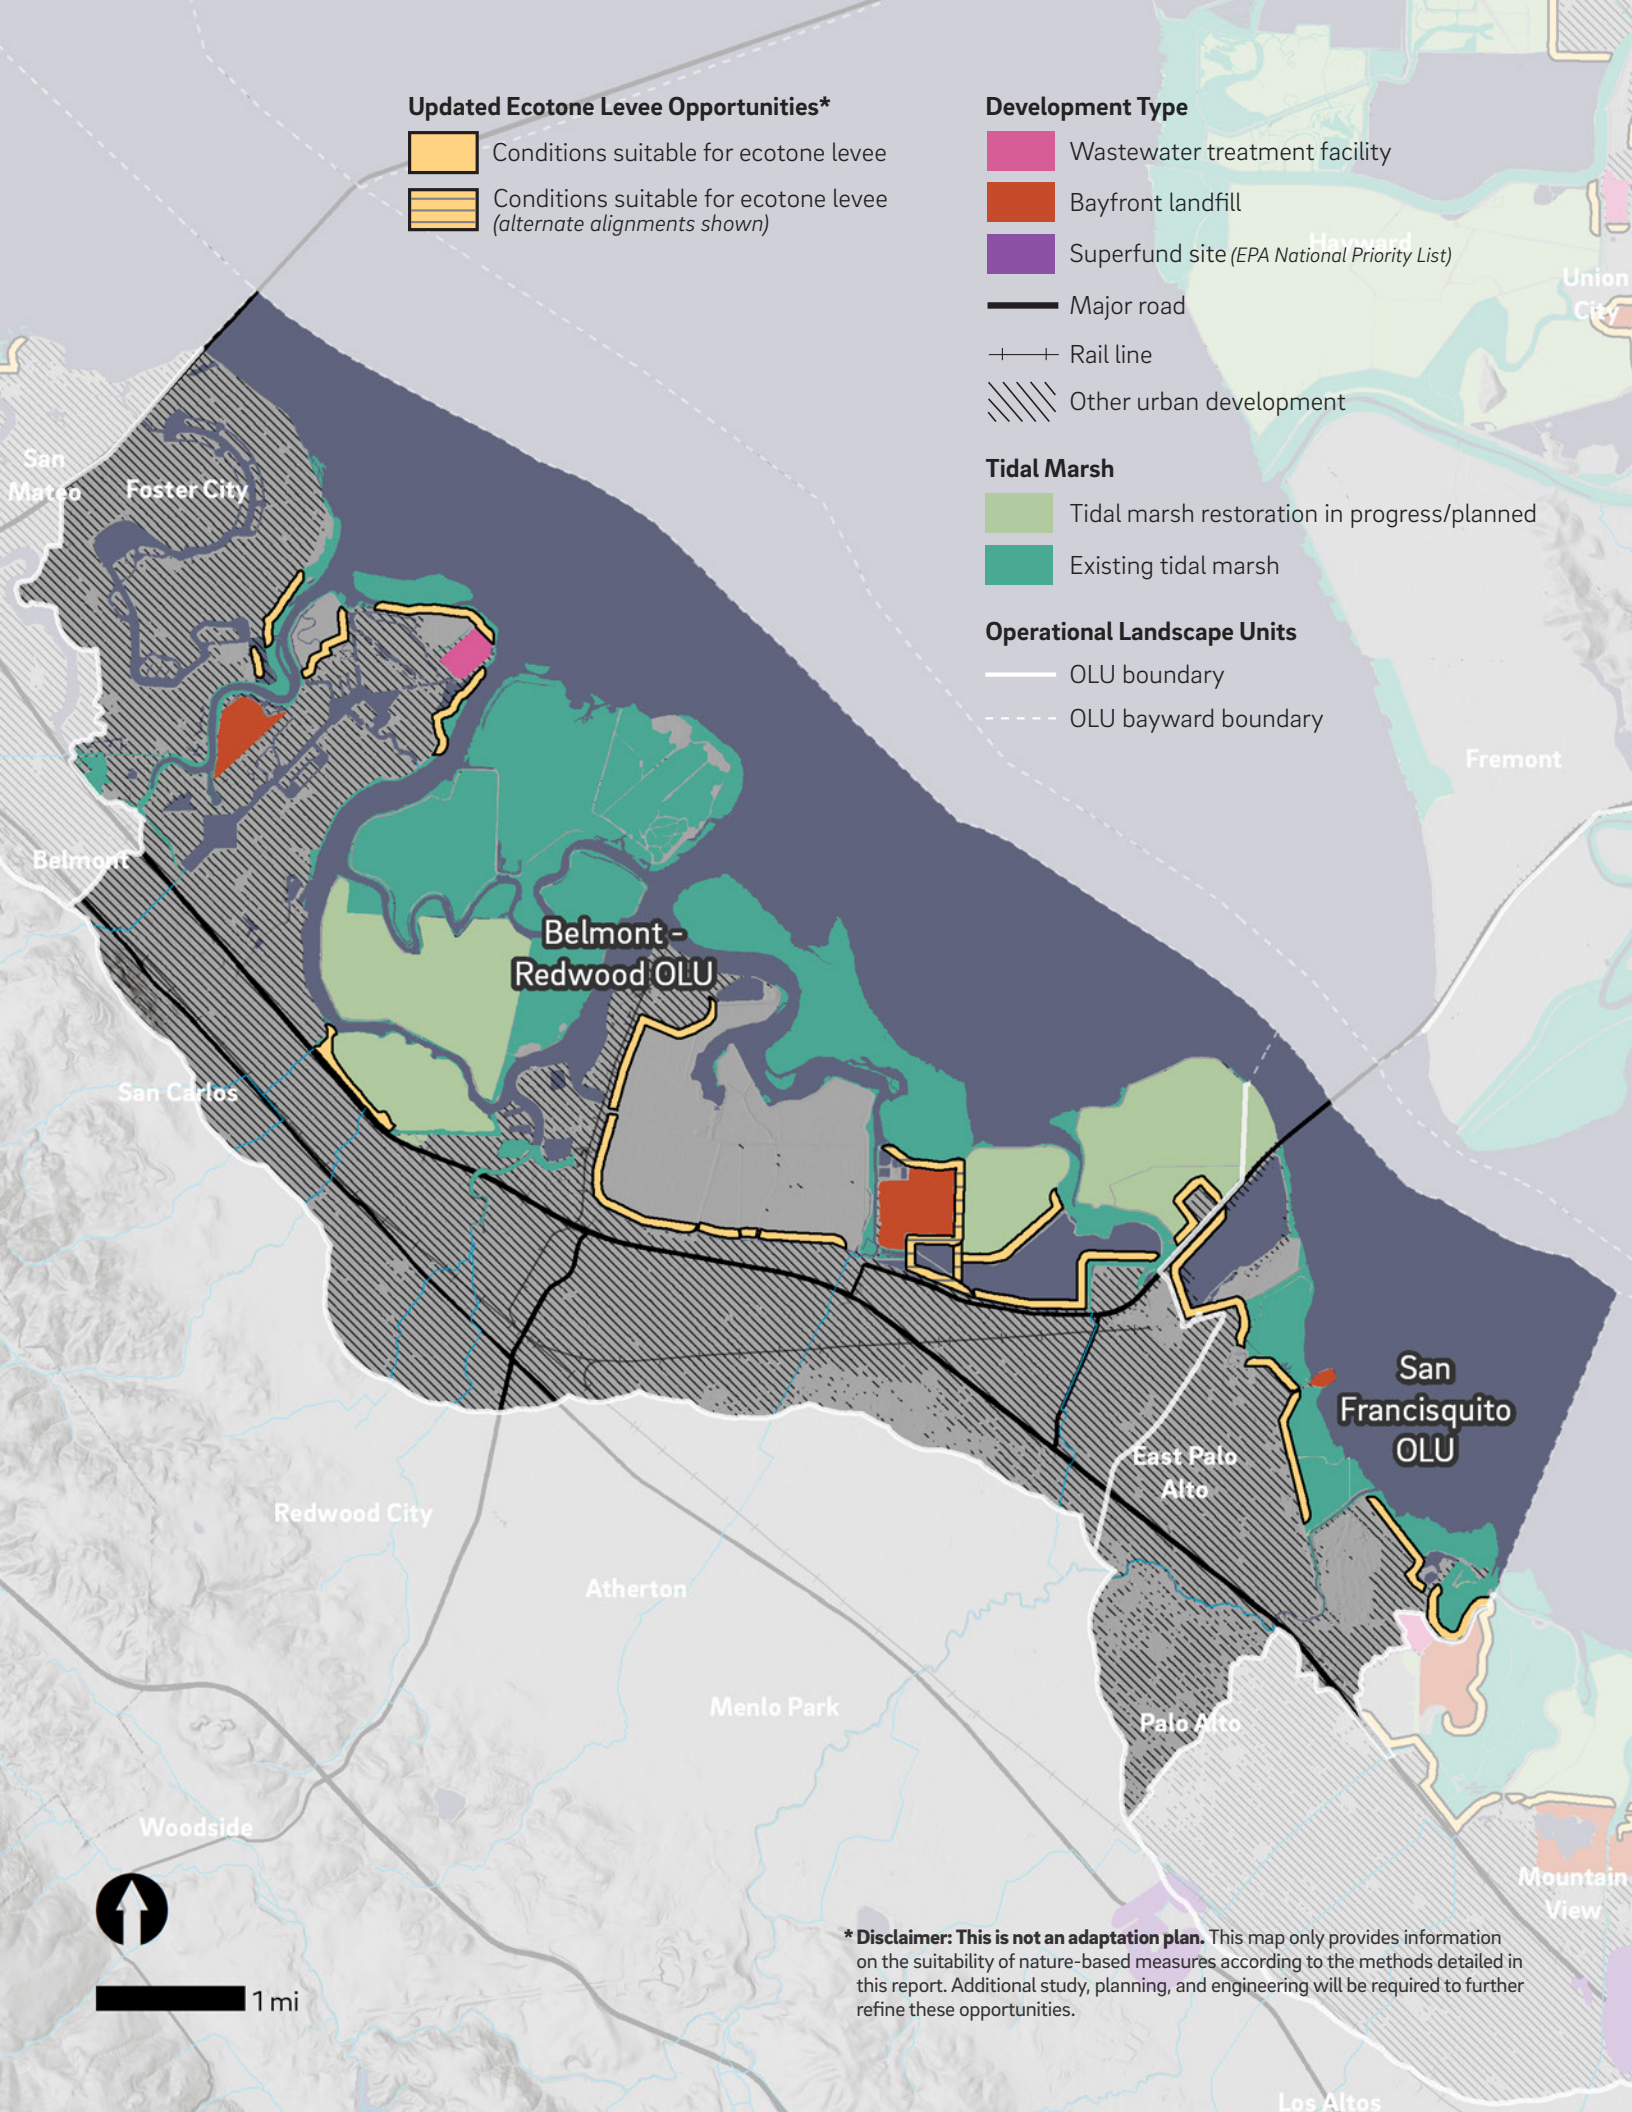 Updated Ecotone Levee Opportunities*
Conditions suitable for ecotone levee
Conditions suitable for ecotone levee
(alternate alignments shown)
Development Type
Wastewater treatment facility
Bayfront landfill
Superfund site (EPA National Priority List)
Major road
Rail line
Other urban development
Tidal Marsh
Tidal marsh restoration in progress/planned
Existing tidal marsh
Operational Landscape Units
OLU boundary
OLU bayward boundary
Hayward
Union
City
San
Mateo
Foster City
Fremont
Belmont
Belmont -
Redwood OLU
San Carlos
San
Francisquito
OLU
East Palo
Alto
Redwood City
Atherton
Menlo Park
Palo Alto
Woodside
Mountain
View
Los Altos
1 mi
* Disclaimer: This is not an adaptation plan. This map only provides information
on the suitability of nature-based measures according to the methods detailed in
this report. Additional study, planning, and engineering will be required to further
refine these opportunities.